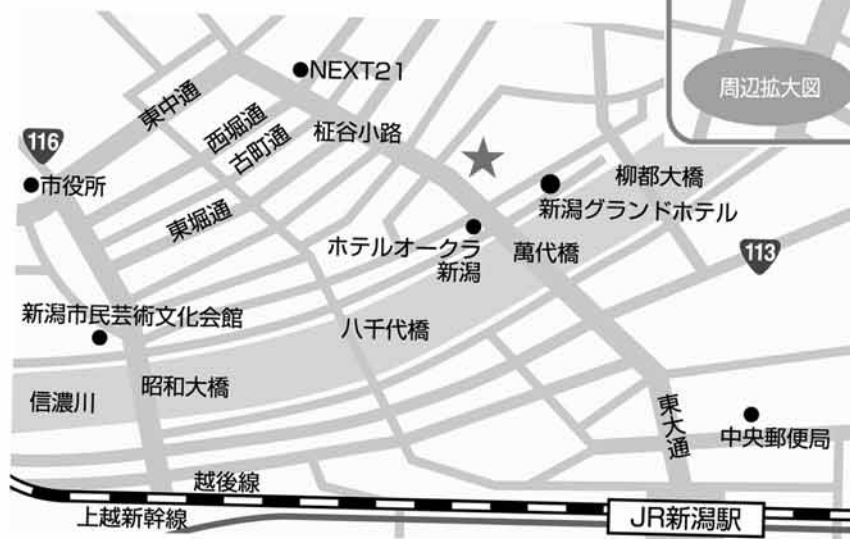 周辺拡大図
NEXT21
東中通
西堀通
古町通
柾谷小路
116
市役所
東堀通
柳都大橋
新潟グランドホテル
ホテルオークラ
新潟
萬代橋
113
新潟市民芸術文化会館
八千代橋
昭和大橋
信濃川
東大通
中央郵便局
越後線
上越新幹線
JR新潟駅